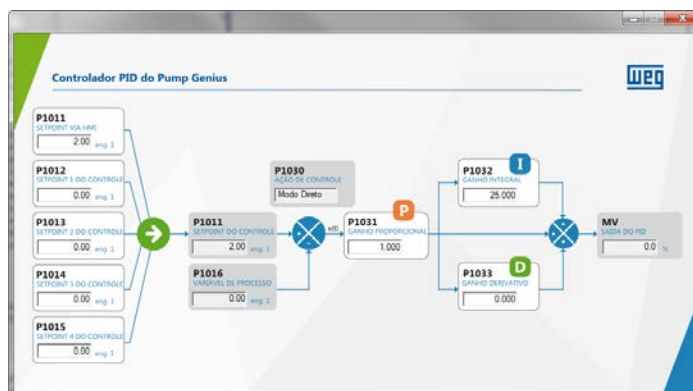 Controlador PID do Pump Genius
weg
P1011
SETPOINT VIA HMI
2.00 eng. 1
P1012
SETPOINT 1 DO CONTROLE
0.00 eng. 1
P1013
SETPOINT 2 DO CONTROLE
0.00 eng. 1
P1014
SETPOINT 3 DO CONTROLE
0.00 eng. 1
P1015
SETPOINT 4 DO CONTROLE
0.00 eng. 1
P1011
SETPOINT DO CONTROLE
2.00 eng. 1
P1016
VARIÁVEL DE PROCESSO
0.00 eng. 1
P1030
AÇÃO DE CONTROLE
Modo Direto
e(t)
P
P1031
GANHO PROPORCIONAL
1.000
I
P1032
GANHO INTEGRAL
25.000
D
P1033
GANHO DERIVATIVO
0.000
MV
SAÍDA DO PID
0.0 %